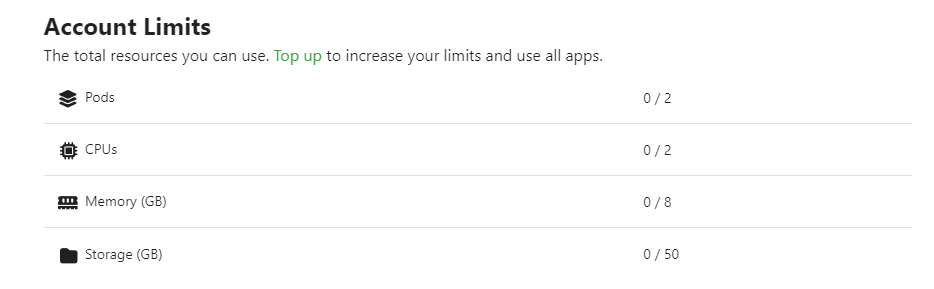 Account Limits
The total resources you can use. Top up to increase your limits and use all apps.
Pods 0 / 2
CPUs 0 / 2
Memory (GB) 0 / 8
Storage (GB) 0 / 50